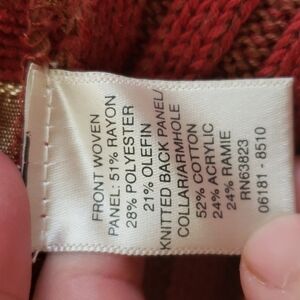 FRONT WOVEN
PANEL: 51% RAYON
28% POLYESTER
21% OLEFIN
KNITTED BACK PANEL/
COLLAR/ARMHOLE
52% COTTON
24% ACRYLIC
24% RAMIE
RN63823
06181 - 8510